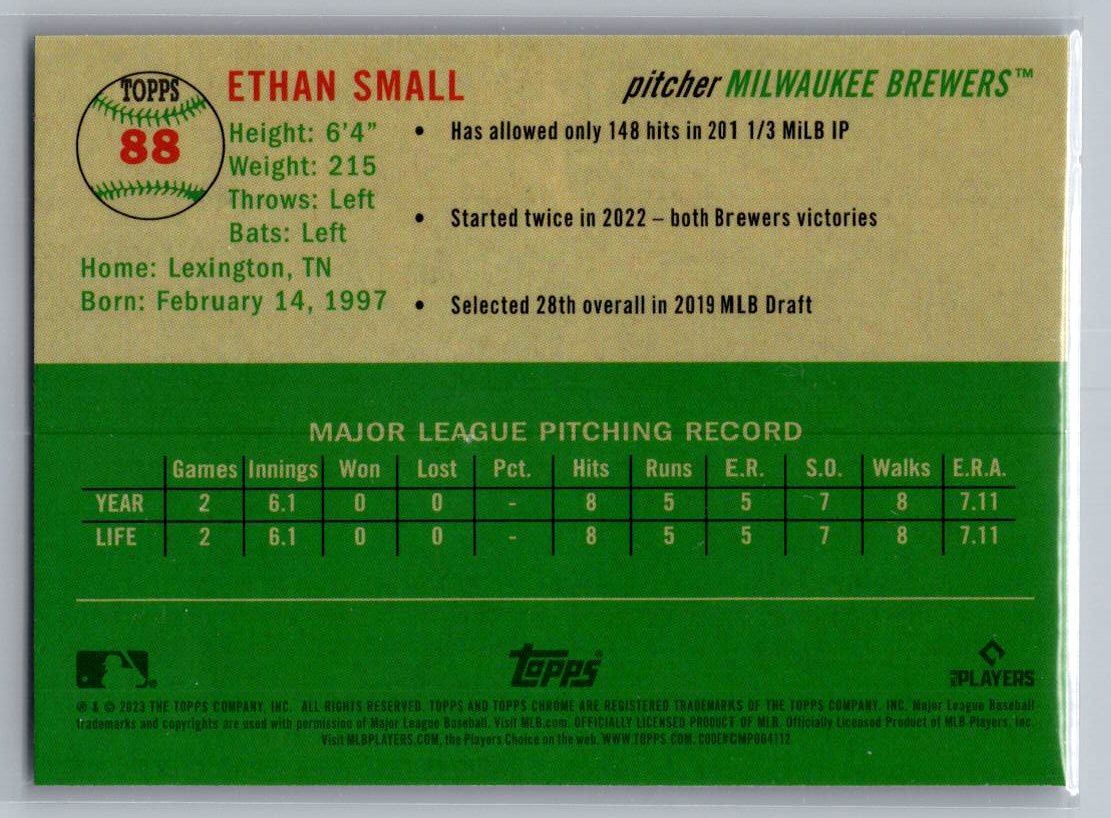 TOPPS
88
ETHAN SMALL
pitcher MILWAUKEE BREWERS™
Height: 6'4"
Weight: 215
Throws: Left
Bats: Left
Home: Lexington, TN
Born: February 14, 1997
• Has allowed only 148 hits in 201 1/3 MiLB IP
• Started twice in 2022 – both Brewers victories
• Selected 28th overall in 2019 MLB Draft
MAJOR LEAGUE PITCHING RECORD
Games Innings Won Lost Pct. Hits Runs E.R. S.O. Walks E.R.A.
YEAR 2 6.1 0 0 - 8 5 5 7 8 7.11
LIFE 2 6.1 0 0 - 8 5 5 7 8 7.11
Topps
PLAYERS
® & © 2023 THE TOPPS COMPANY, INC. ALL RIGHTS RESERVED. TOPPS AND TOPPS CHROME ARE REGISTERED TRADEMARKS OF THE TOPPS COMPANY, INC. Major League Baseball
trademarks and copyrights are used with permission of Major League Baseball. Visit MLB.com. OFFICIALLY LICENSED PRODUCT OF MLB. Officially Licensed Product of MLB Players, Inc.
Visit MLBPLAYERS.COM, the Players Choice on the web. WWW.TOPPS.COM.